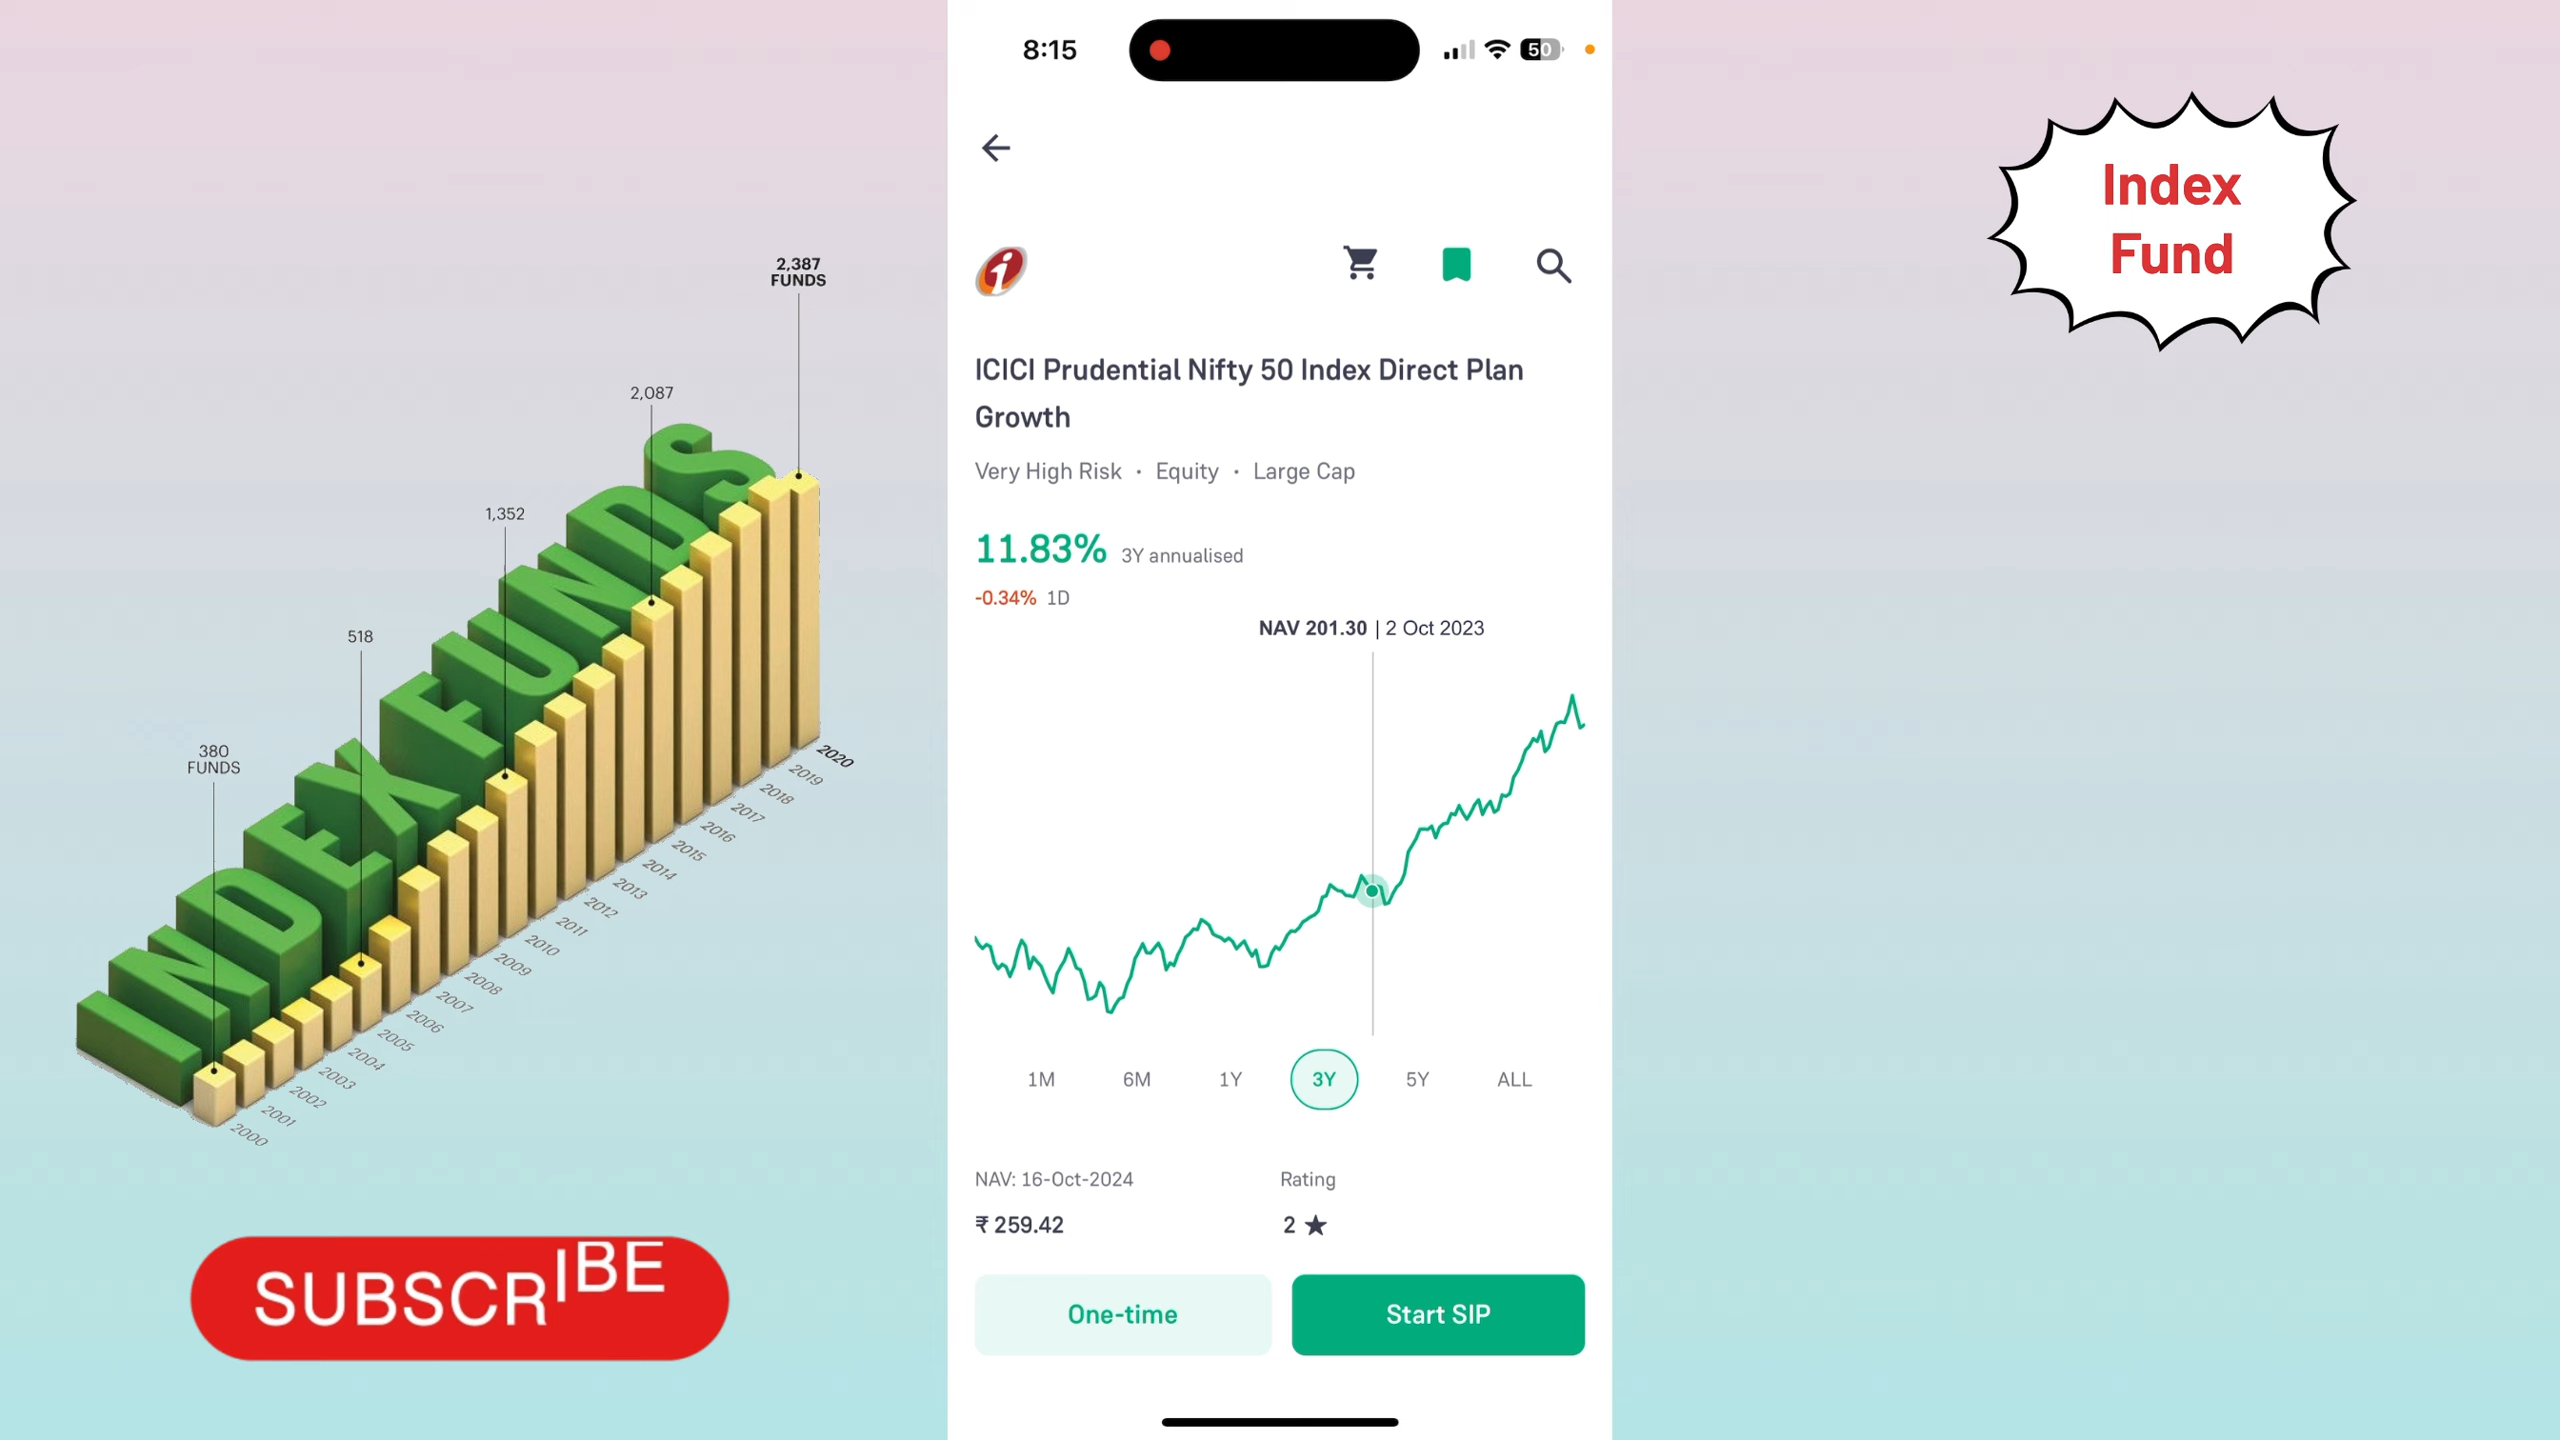 2,387
FUNDS
2,087
1,352
518
380
FUNDS
INDEX FUNDS
2000
2001
2002
2003
2004
2005
2006
2007
2008
2009
2010
2011
2012
2013
2014
2015
2016
2017
2018
2019
2020
SUBSCRIBE
8:15
50
i
ICICI Prudential Nifty 50 Index Direct Plan
Growth
Very High Risk · Equity · Large Cap
11.83% 3Y annualised
-0.34% 1D
NAV 201.30 | 2 Oct 2023
1M 6M 1Y 3Y 5Y ALL
NAV: 16-Oct-2024 Rating
₹ 259.42 2 ★
One-time Start SIP
Index
Fund